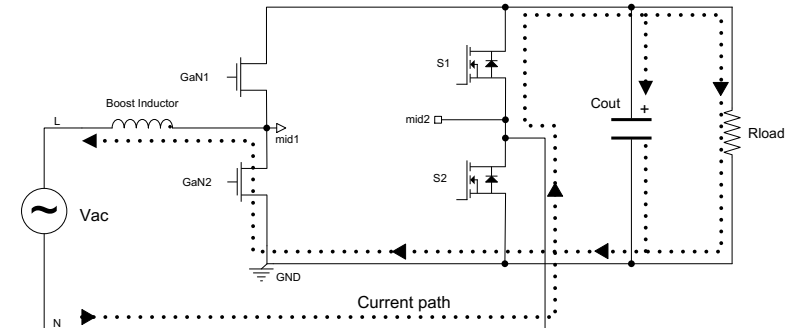 S1
GaN1
Boost Inductor
Cout
+
L
mid2
mid1
Rload
GaN2
S2
~
Vac
GND
Current path
N